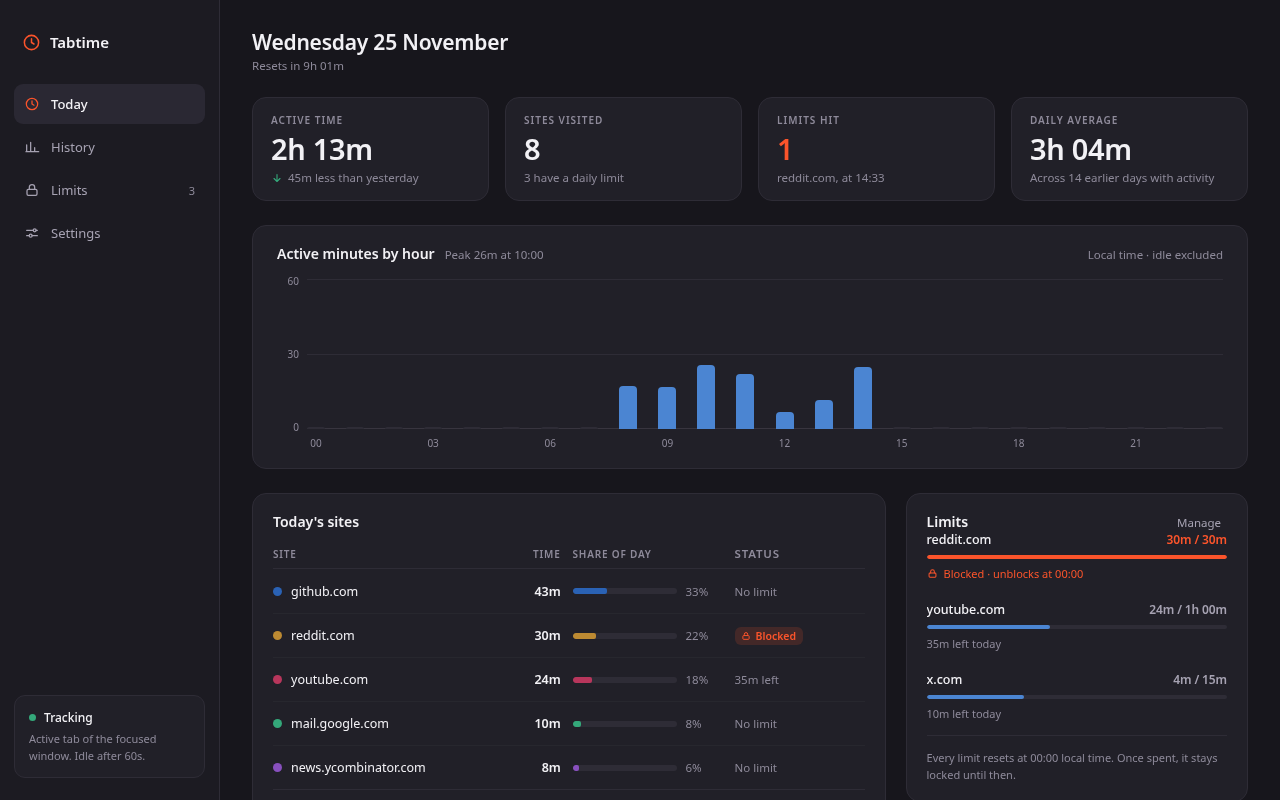 Tabtime
Today
History
Limits 3
Settings
Tracking
Active tab of the focused
window. Idle after 60s.
Wednesday 25 November
Resets in 9h 01m
ACTIVE TIME
2h 13m
45m less than yesterday
SITES VISITED
8
3 have a daily limit
LIMITS HIT
1
reddit.com, at 14:33
DAILY AVERAGE
3h 04m
Across 14 earlier days with activity
Active minutes by hour Peak 26m at 10:00 Local time · idle excluded
60
30
0
00 03 06 09 12 15 18 21
Today's sites
SITE TIME SHARE OF DAY STATUS
github.com 43m 33% No limit
reddit.com 30m 22% Blocked
youtube.com 24m 18% 35m left
mail.google.com 10m 8% No limit
news.ycombinator.com 8m 6% No limit
Limits Manage
reddit.com 30m / 30m
Blocked · unblocks at 00:00
youtube.com 24m / 1h 00m
35m left today
x.com 4m / 15m
10m left today
Every limit resets at 00:00 local time. Once spent, it stays
locked until then.